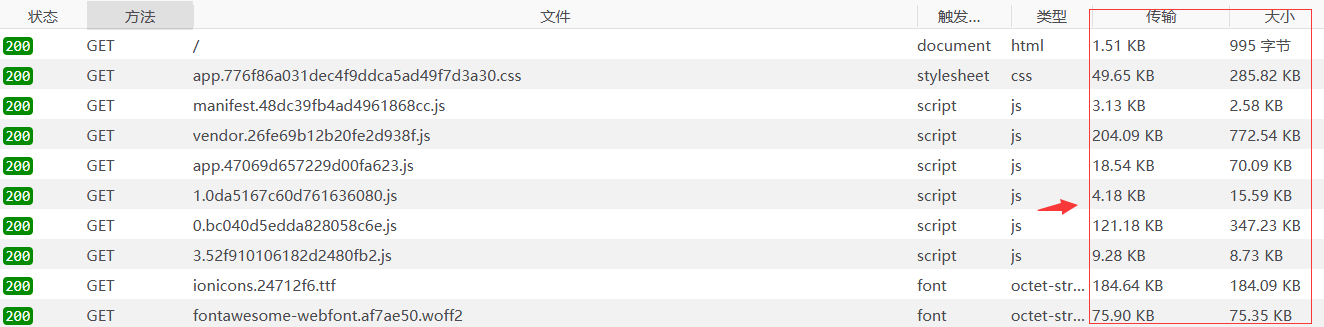 状态 方法 文件 触发... 类型 传输 大小
200 GET / document html 1.51 KB 995 字节
200 GET app.776f86a031dec4f9ddca5ad49f7d3a30.css stylesheet css 49.65 KB 285.82 KB
200 GET manifest.48dc39fb4ad4961868cc.js script js 3.13 KB 2.58 KB
200 GET vendor.26fe69b12b20fe2d938f.js script js 204.09 KB 772.54 KB
200 GET app.47069d657229d00fa623.js script js 18.54 KB 70.09 KB
200 GET 1.0da5167c60d761636080.js script js 4.18 KB 15.59 KB
200 GET 0.bc040d5edda828058c6e.js script js 121.18 KB 347.23 KB
200 GET 3.52f910106182d2480fb2.js script js 9.28 KB 8.73 KB
200 GET ionicons.24712f6.ttf font octet-str... 184.64 KB 184.09 KB
200 GET fontawesome-webfont.af7ae50.woff2 font octet-str... 75.90 KB 75.35 KB